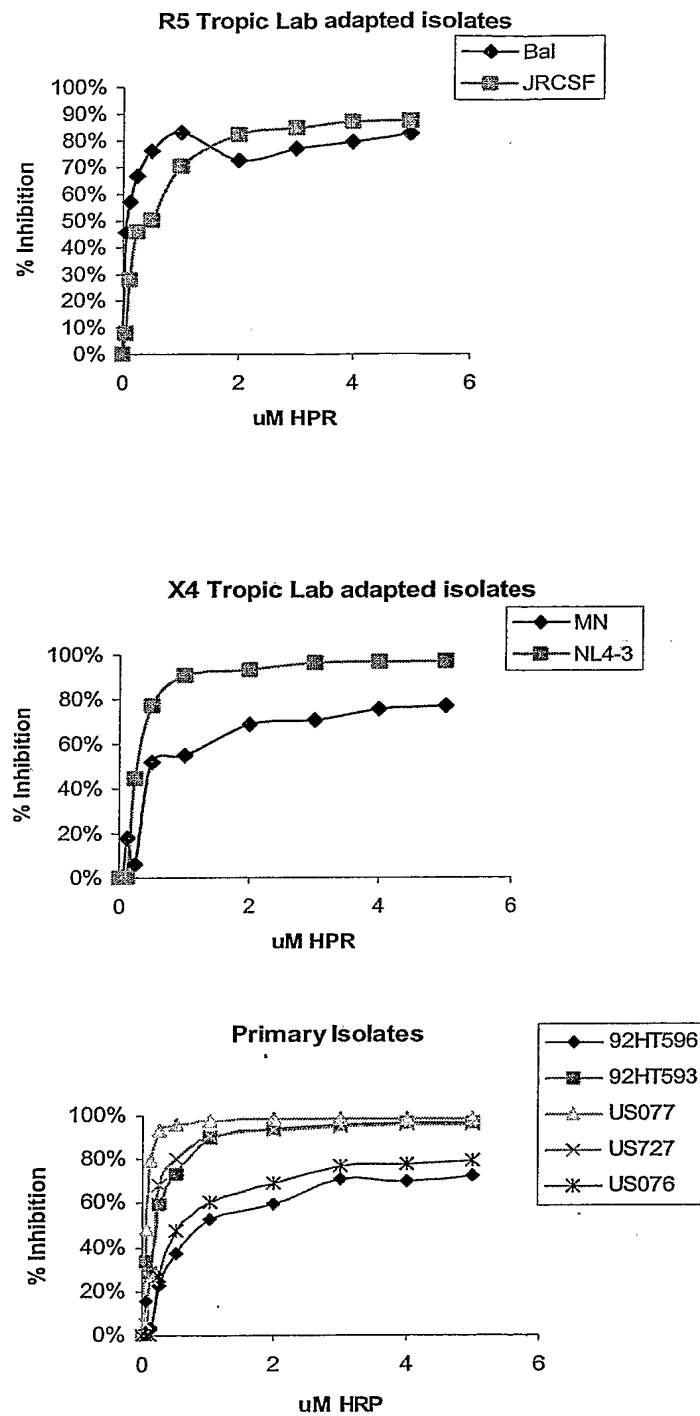 R5 Tropic Lab adapted isolates
Bal
JRCSF
100%
90%
80%
70%
60%
50%
40%
30%
20%
10%
0%
% Inhibition
0 2 4 6
uM HPR
X4 Tropic Lab adapted isolates
MN
NL4-3
100%
80%
60%
40%
20%
0%
% Inhibition
0 2 4 6
uM HPR
Primary Isolates
92HT596
92HT593
US077
US727
US076
100%
80%
60%
40%
20%
0%
% Inhibition
0 2 4 6
uM HRP